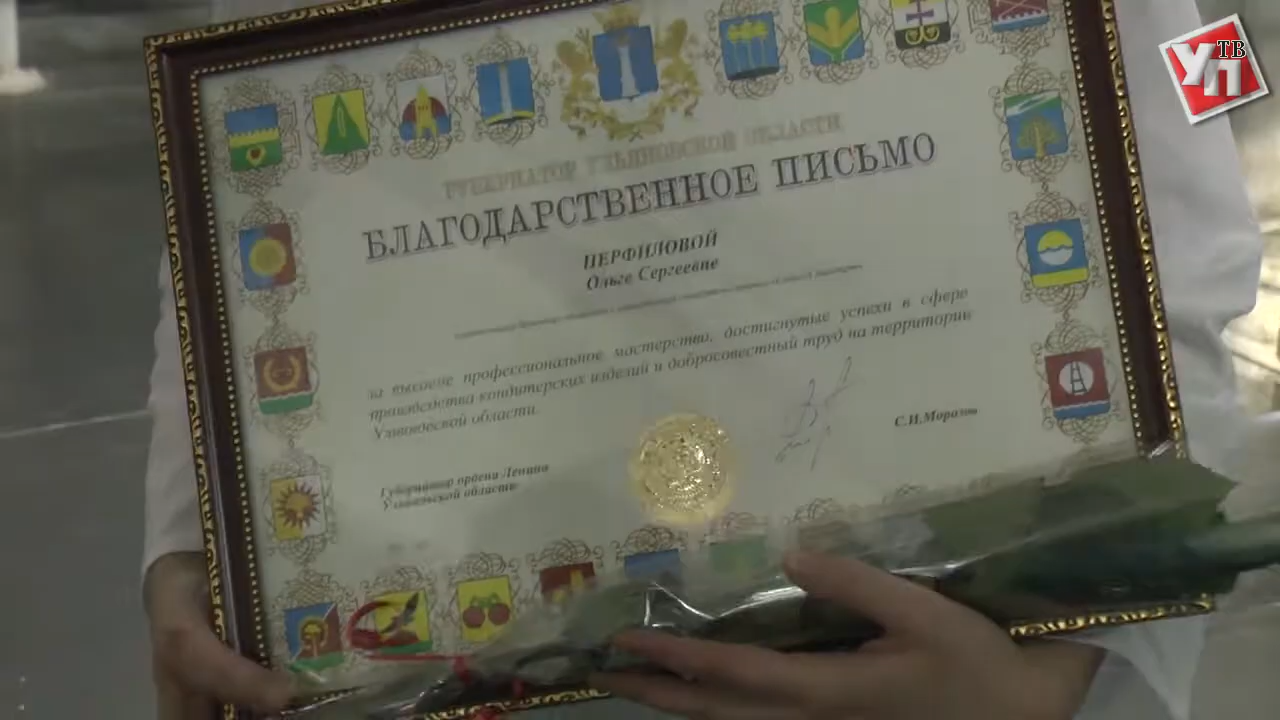 УП ТВ
ГУБЕРНАТОР УЛЬЯНОВСКОЙ ОБЛАСТИ
БЛАГОДАРСТВЕННОЕ ПИСЬМО
ПЕРФИЛОВОЙ
Ольге Сергеевне
за высокое профессиональное мастерство, достигнутые успехи в сфере
производства кондитерских изделий и добросовестный труд на территории
Ульяновской области.
Губернатор ордена Ленина
Ульяновской области
С.И.Морозов